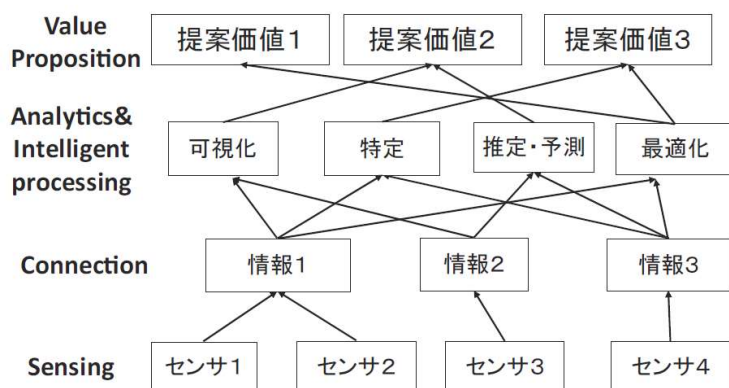 Value
Proposition
提案価値1
提案価値2
提案価値3
Analytics&
Intelligent
processing
可視化
特定
推定・予測
最適化
Connection
情報1
情報2
情報3
Sensing
センサ1
センサ2
センサ3
センサ4